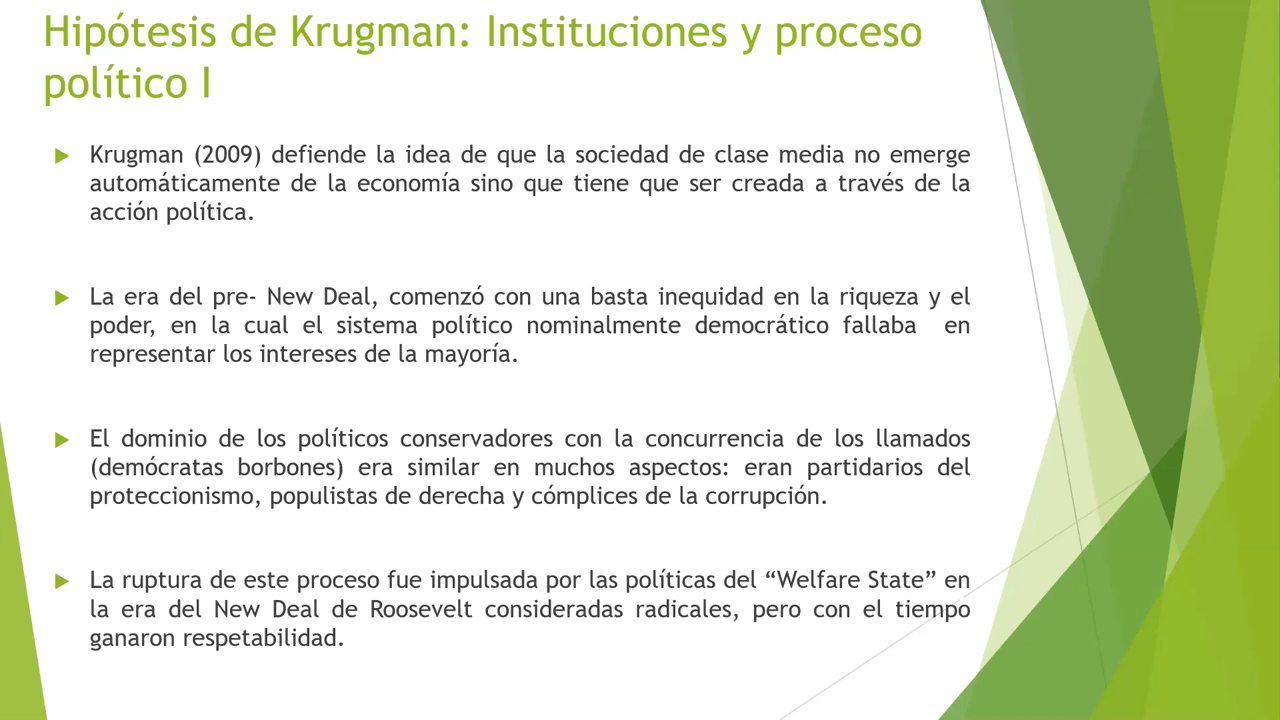 Hipótesis de Krugman: Instituciones y proceso
político I
Krugman (2009) defiende la idea de que la sociedad de clase media no emerge
automáticamente de la economía sino que tiene que ser creada a través de la
acción política.
La era del pre- New Deal, comenzó con una basta inequidad en la riqueza y el
poder, en la cual el sistema político nominalmente democrático fallaba en
representar los intereses de la mayoría.
El dominio de los políticos conservadores con la concurrencia de los llamados
(demócratas borbones) era similar en muchos aspectos: eran partidarios del
proteccionismo, populistas de derecha y cómplices de la corrupción.
La ruptura de este proceso fue impulsada por las políticas del “Welfare State” en
la era del New Deal de Roosevelt consideradas radicales, pero con el tiempo
ganaron respetabilidad.